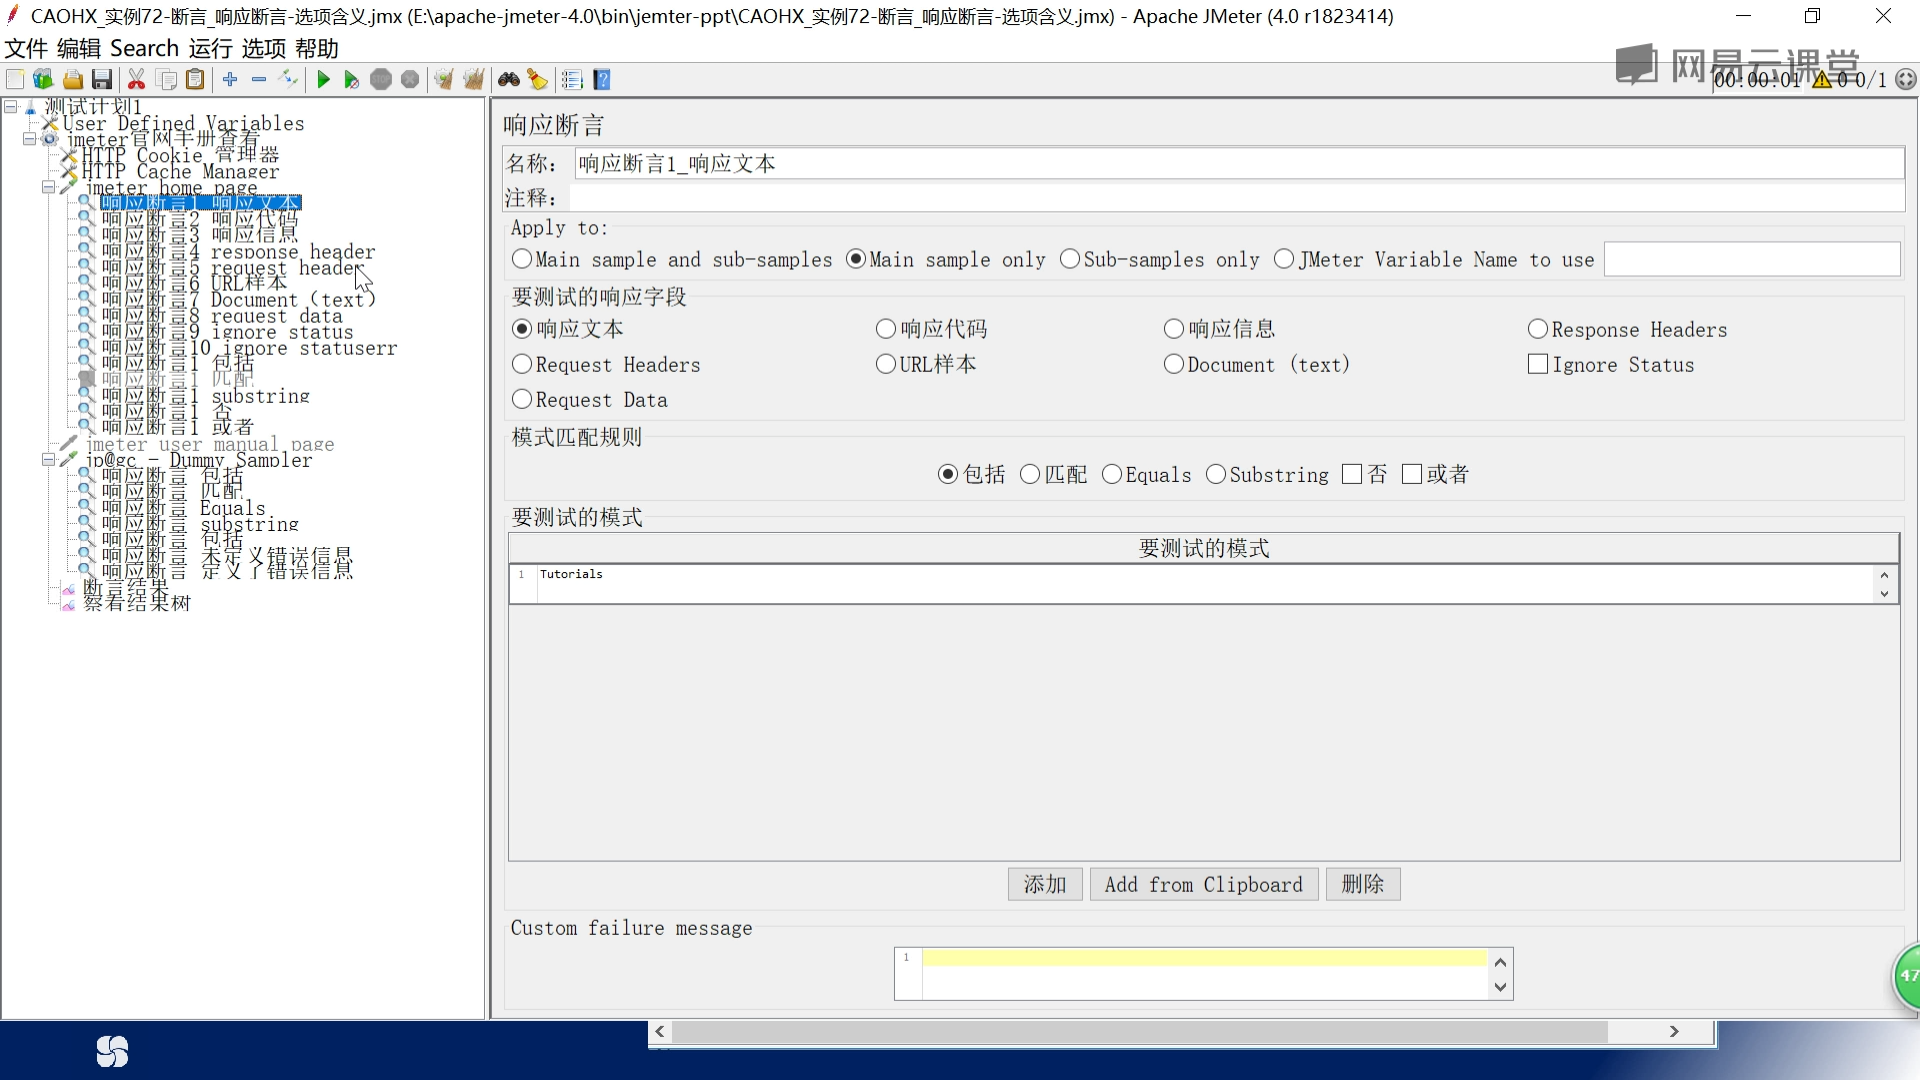 CAOHX_实例72-断言_响应断言-选项含义.jmx (E:\apache-jmeter-4.0\bin\jemter-ppt\CAOHX_实例72-断言_响应断言-选项含义.jmx) - Apache JMeter (4.0 r1823414)
文件 编辑 Search 运行 选项 帮助
网易云课堂
00:00:01 0 0/1
测试计划1
User Defined Variables
jmeter官网手册查看
HTTP Cookie 管理器
HTTP Cache Manager
jmeter home page
响应断言1_响应文本
响应断言2_响应代码
响应断言3_响应信息
响应断言4_response header
响应断言5_request header
响应断言6_URL样本
响应断言7_Document（text）
响应断言8_request data
响应断言9_ignore status
响应断言10_ignore statuserr
响应断言1_包括
响应断言1_匹配
响应断言1_substring
响应断言1_否
响应断言1_或者
jmeter user manual page
jp@gc - Dummy Sampler
响应断言_包括
响应断言_匹配
响应断言_Equals
响应断言_substring
响应断言_包括
响应断言_未定义错误信息
响应断言_定义了错误信息
断言结果
察看结果树
响应断言
名称： 响应断言1_响应文本
注释：
Apply to:
Main sample and sub-samples Main sample only Sub-samples only JMeter Variable Name to use
要测试的响应字段
响应文本 响应代码 响应信息 Response Headers
Request Headers URL样本 Document (text) Ignore Status
Request Data
模式匹配规则
包括 匹配 Equals Substring 否 或者
要测试的模式
要测试的模式
1 Tutorials
添加 Add from Clipboard 删除
Custom failure message
1
47